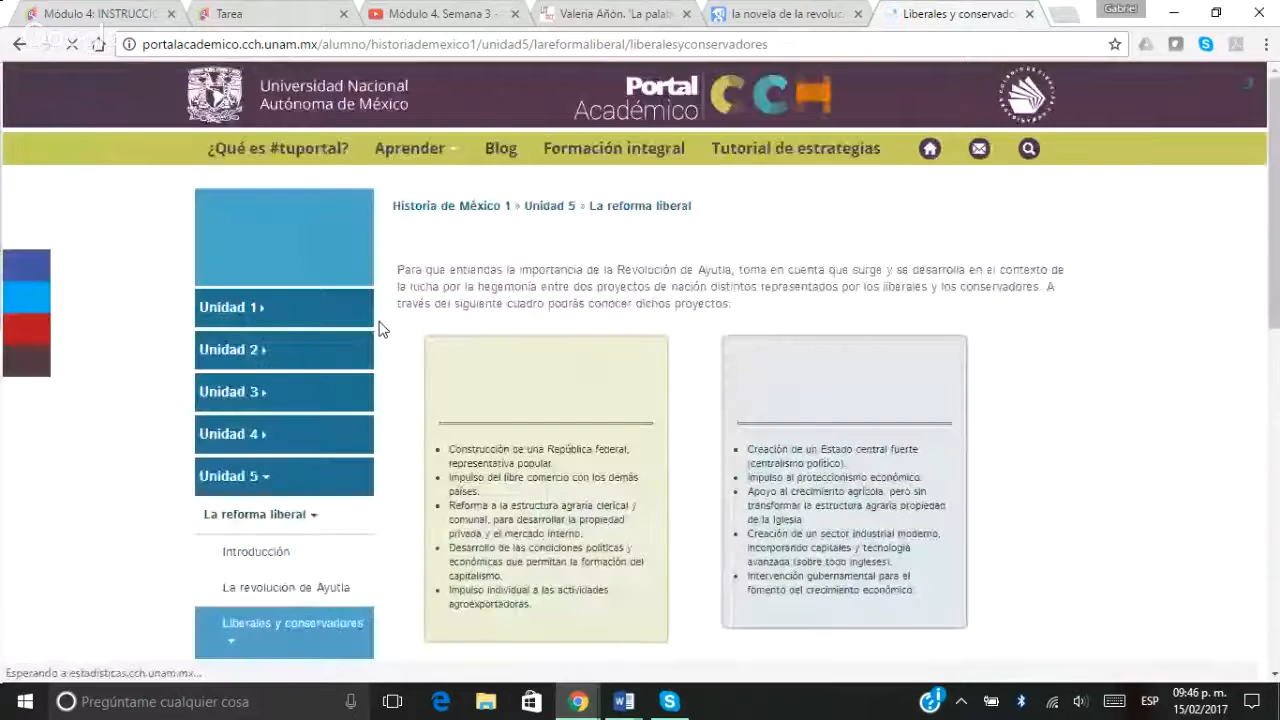 Módulo 4: INSTRUCCI
Tarea
Módulo 4. Semana 3 -
Valeria Añón. 'La palab
la novela de la revoluc
Liberales y conservado
Gabriel
portalacademico.cch.unam.mx/alumno/historiademexico1/unidad5/lareformaliberal/liberalesyconservadores
Universidad Nacional
Autónoma de México
Portal
Académico
CCH
¿Qué es #tuportal?
Aprender
Blog
Formación integral
Tutorial de estrategias
Historia de México 1 » Unidad 5 » La reforma liberal
Para que entiendas la importancia de la Revolución de Ayutla, toma en cuenta que surge y se desarrolla en el contexto de
la lucha por la hegemonía entre dos proyectos de nación distintos representados por los liberales y los conservadores. A
través del siguiente cuadro podrás conocer dichos proyectos:
Unidad 1
Unidad 2
Unidad 3
Unidad 4
Unidad 5
La reforma liberal
Introducción
La revolución de Ayutla
Liberales y conservadores
Construcción de una República federal,
representativa popular.
Impulso del libre comercio con los demás
países.
Reforma a la estructura agraria clerical y
comunal, para desarrollar la propiedad
privada y el mercado interno.
Desarrollo de las condiciones políticas y
económicas que permitan la formación del
capitalismo.
Impulso individual a las actividades
agroexportadoras.
Creación de un Estado central fuerte
(centralismo político).
Impulso al proteccionismo económico.
Apoyo al crecimiento agrícola, pero sin
transformar la estructura agraria propiedad
de la Iglesia
Creación de un sector industrial moderno,
incorporando capitales y tecnología
avanzada (sobre todo ingleses).
Intervención gubernamental para el
fomento del crecimiento económico.
Esperando a estadisticas.cch.unam.mx...
Pregúntame cualquier cosa
ESP
09:46 p. m.
15/02/2017